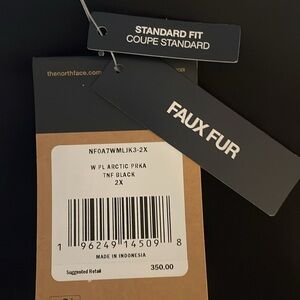 STANDARD FIT
COUPE STANDARD
thenorthface.com
FAUX FUR
NF0A7WMLJK3-2X
W PL ARCTIC PRKA
TNF BLACK
2X
1 96249 14509 8
MADE IN INDONESIA
Suggested Retail 350.00